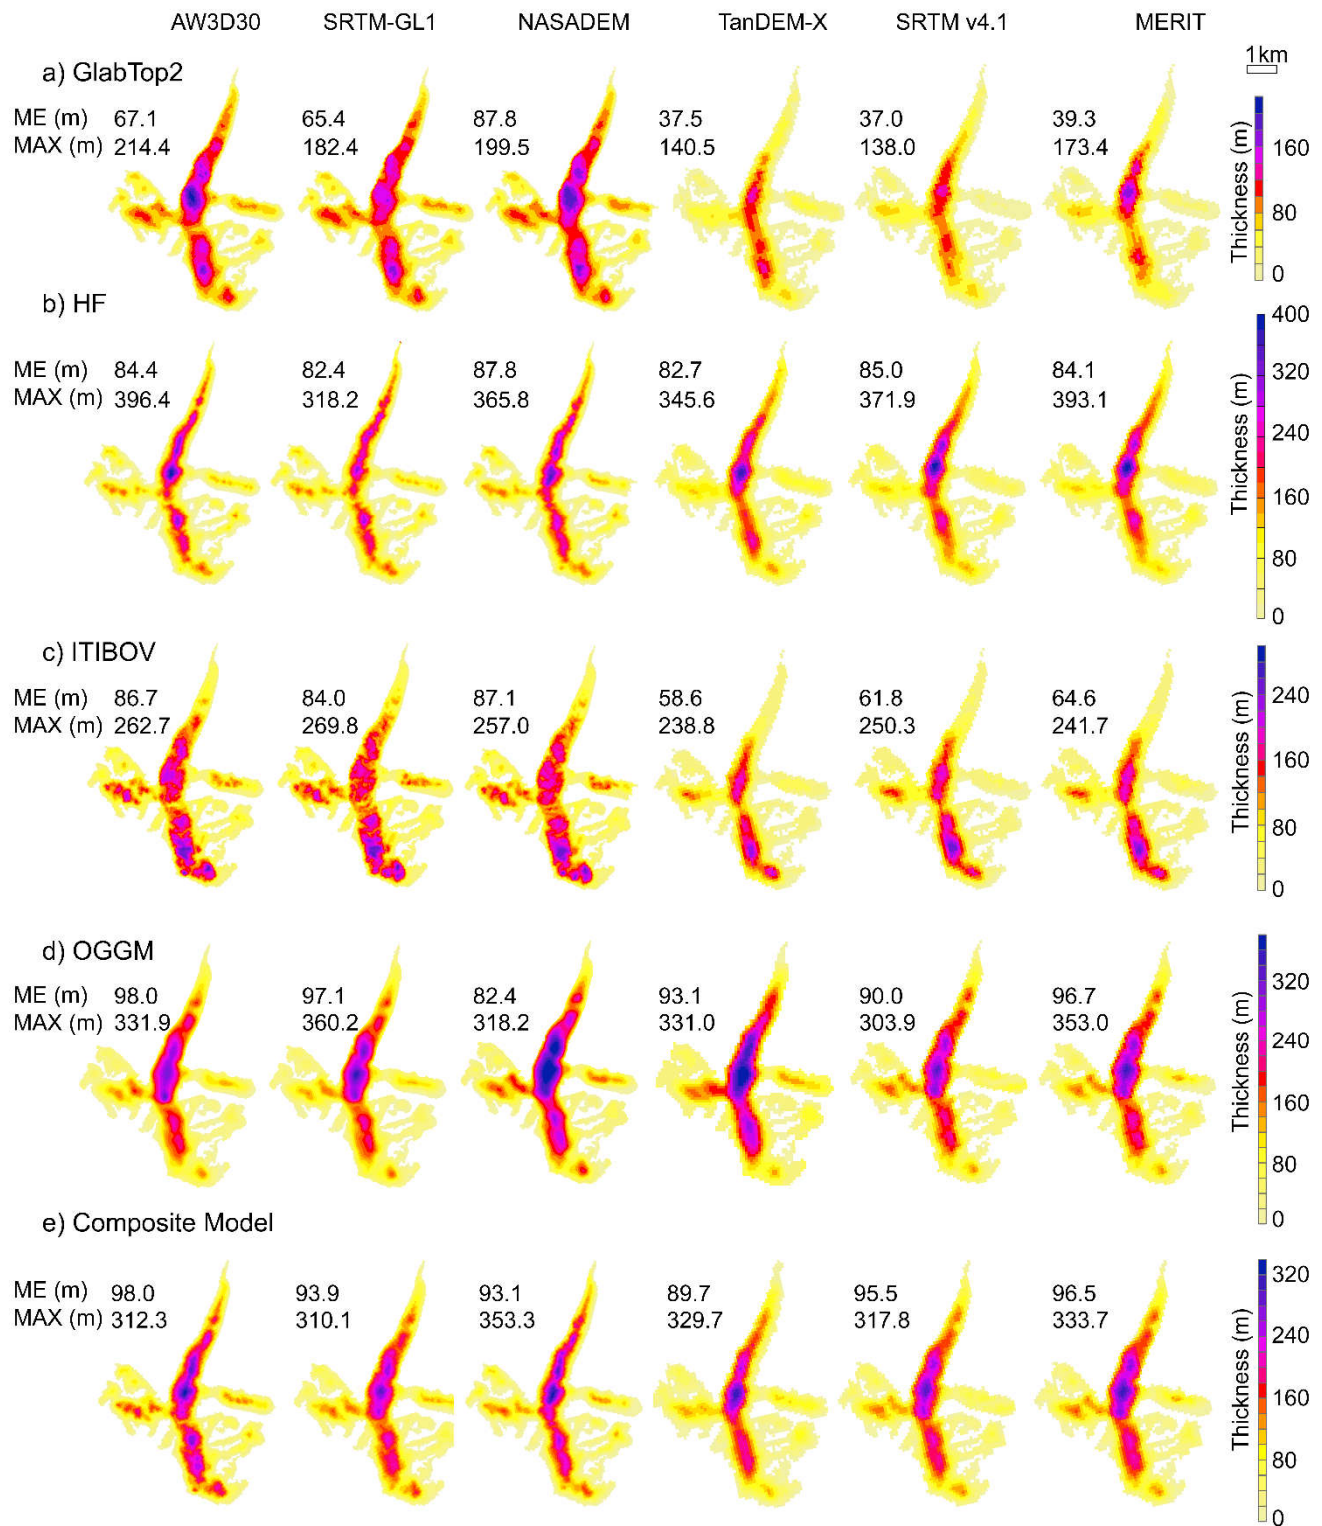 AW3D30 SRTM-GL1 NASADEM TanDEM-X SRTM v4.1 MERIT
1km
a) GlabTop2
ME (m) 67.1 65.4 87.8 37.5 37.0 39.3
MAX (m) 214.4 182.4 199.5 140.5 138.0 173.4
Thickness (m)
160
80
0
b) HF
ME (m) 84.4 82.4 87.8 82.7 85.0 84.1
MAX (m) 396.4 318.2 365.8 345.6 371.9 393.1
Thickness (m)
400
320
240
160
80
0
c) ITIBOV
ME (m) 86.7 84.0 87.1 58.6 61.8 64.6
MAX (m) 262.7 269.8 257.0 238.8 250.3 241.7
Thickness (m)
240
160
80
0
d) OGGM
ME (m) 98.0 97.1 82.4 93.1 90.0 96.7
MAX (m) 331.9 360.2 318.2 331.0 303.9 353.0
Thickness (m)
320
240
160
80
0
e) Composite Model
ME (m) 98.0 93.9 93.1 89.7 95.5 96.5
MAX (m) 312.3 310.1 353.3 329.7 317.8 333.7
Thickness (m)
320
240
160
80
0